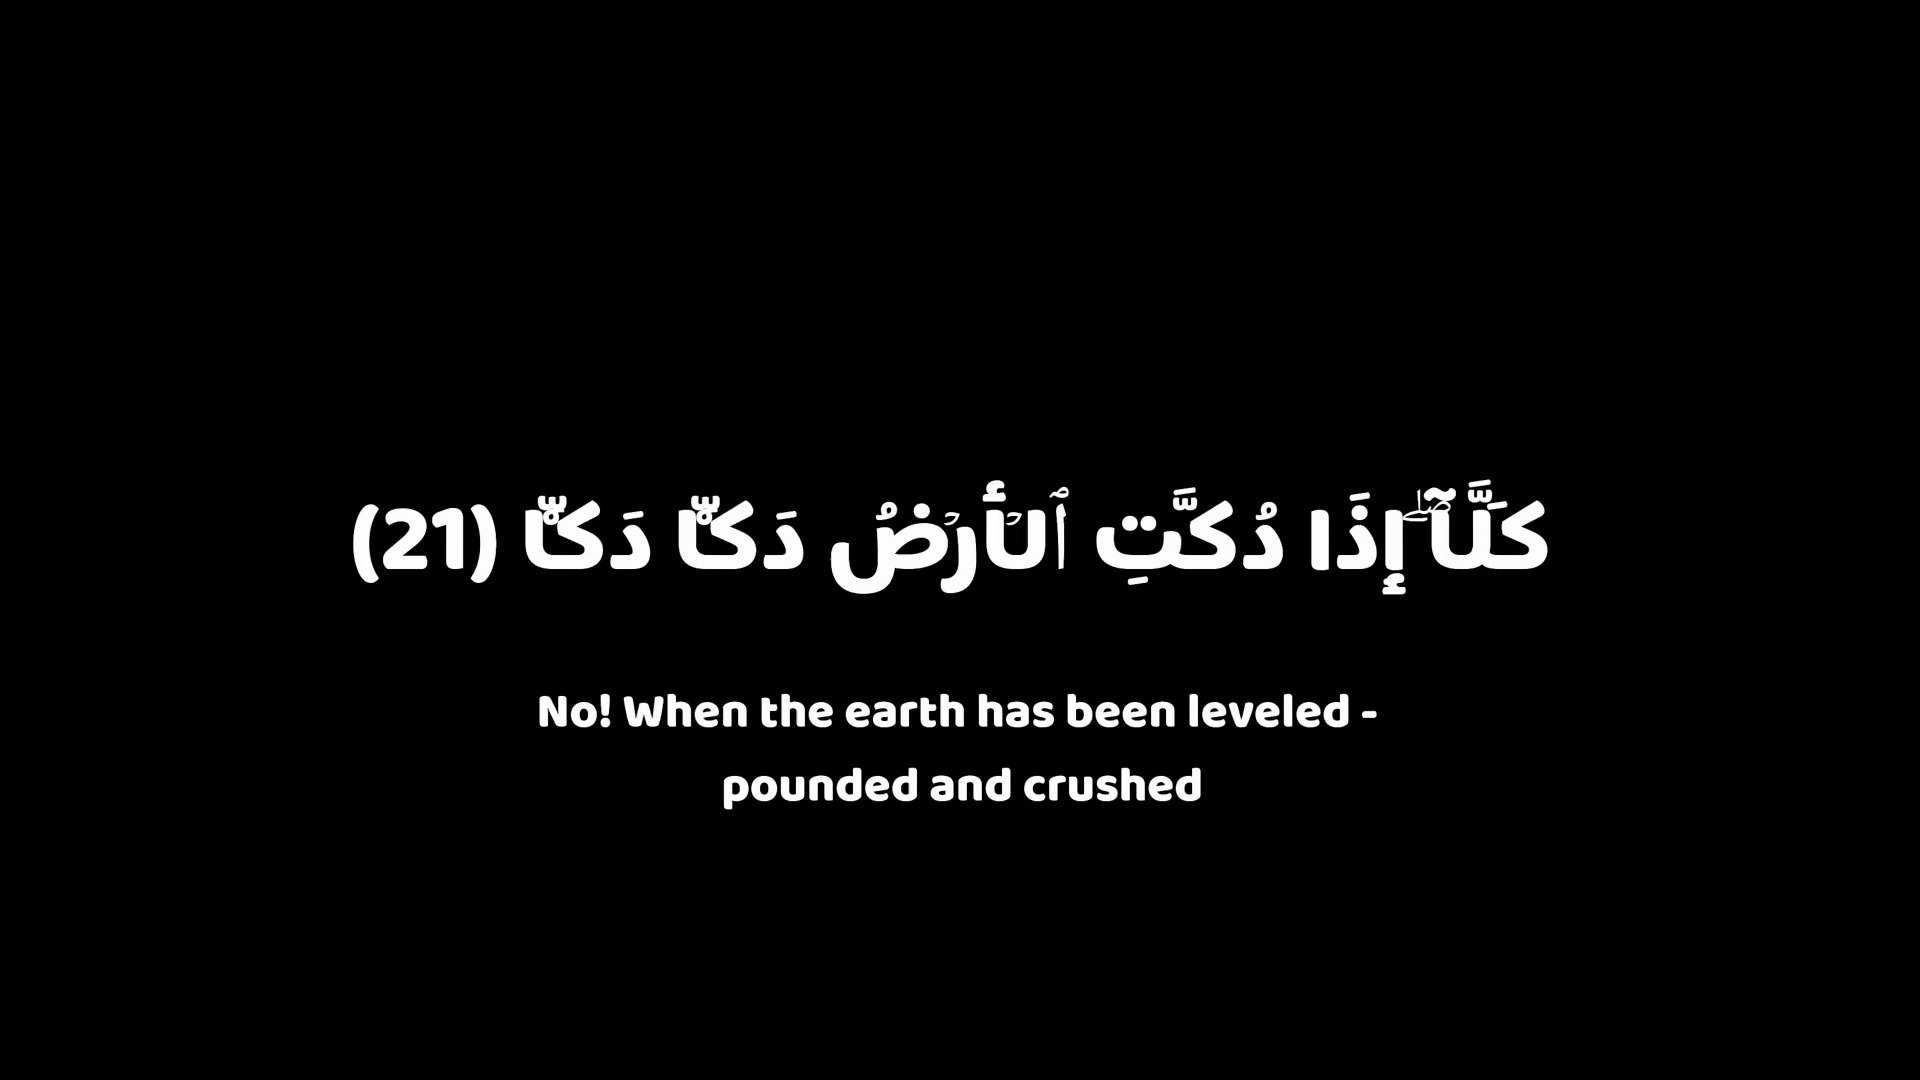 كَلَّآۖ إِذَا دُكَّتِ ٱلۡأَرۡضُ دَكّٗا دَكّٗا (21)
No! When the earth has been leveled -
pounded and crushed